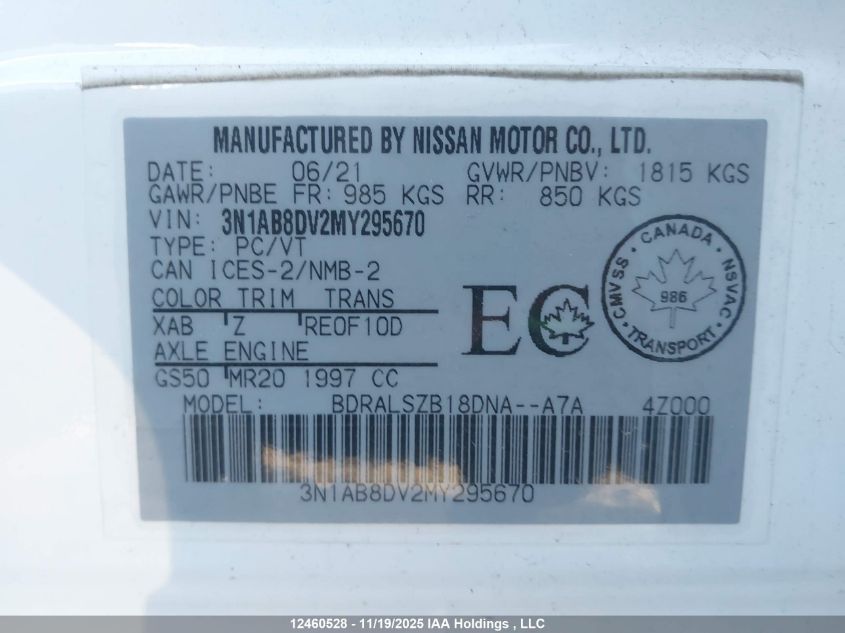 MANUFACTURED BY NISSAN MOTOR CO., LTD.
DATE: 06/21 GVWR/PNBV: 1815 KGS
GAWR/PNBE FR: 985 KGS RR: 850 KGS
VIN: 3N1AB8DV2MY295670
TYPE: PC/VT
CAN ICES-2/NMB-2
COLOR TRIM TRANS
XAB Z RE0F10D
AXLE ENGINE
GS50 MR20 1997 CC
EC
CANADA
CMVSS NSVAC
986
TRANSPORT
MODEL: BDRALSZB18DNA--A7A 4Z000
3N1AB8DV2MY295670
12460528 - 11/19/2025 IAA Holdings , LLC